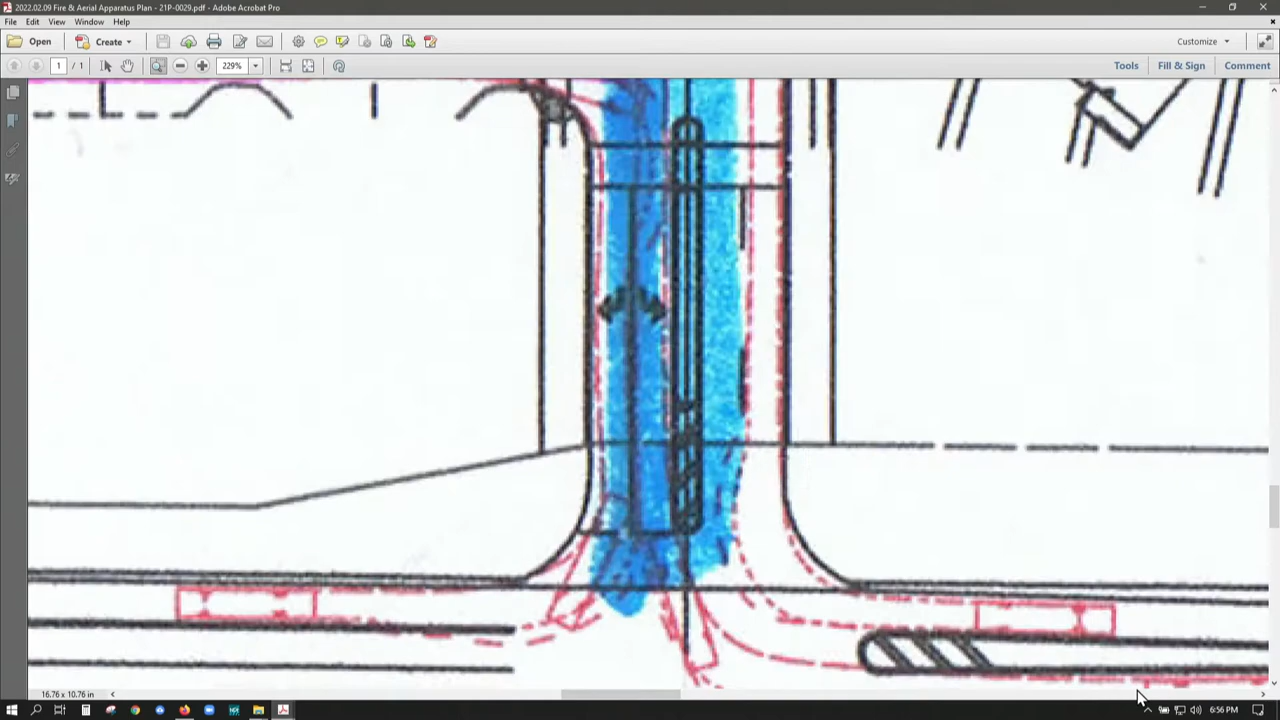 2022.02.09 Fire & Aerial Apparatus Plan - 21P-0029.pdf - Adobe Acrobat Pro
File Edit View Window Help
Open Create Customize
1 / 1 229% Tools Fill & Sign Comment
16.76 x 10.76 in
6:56 PM